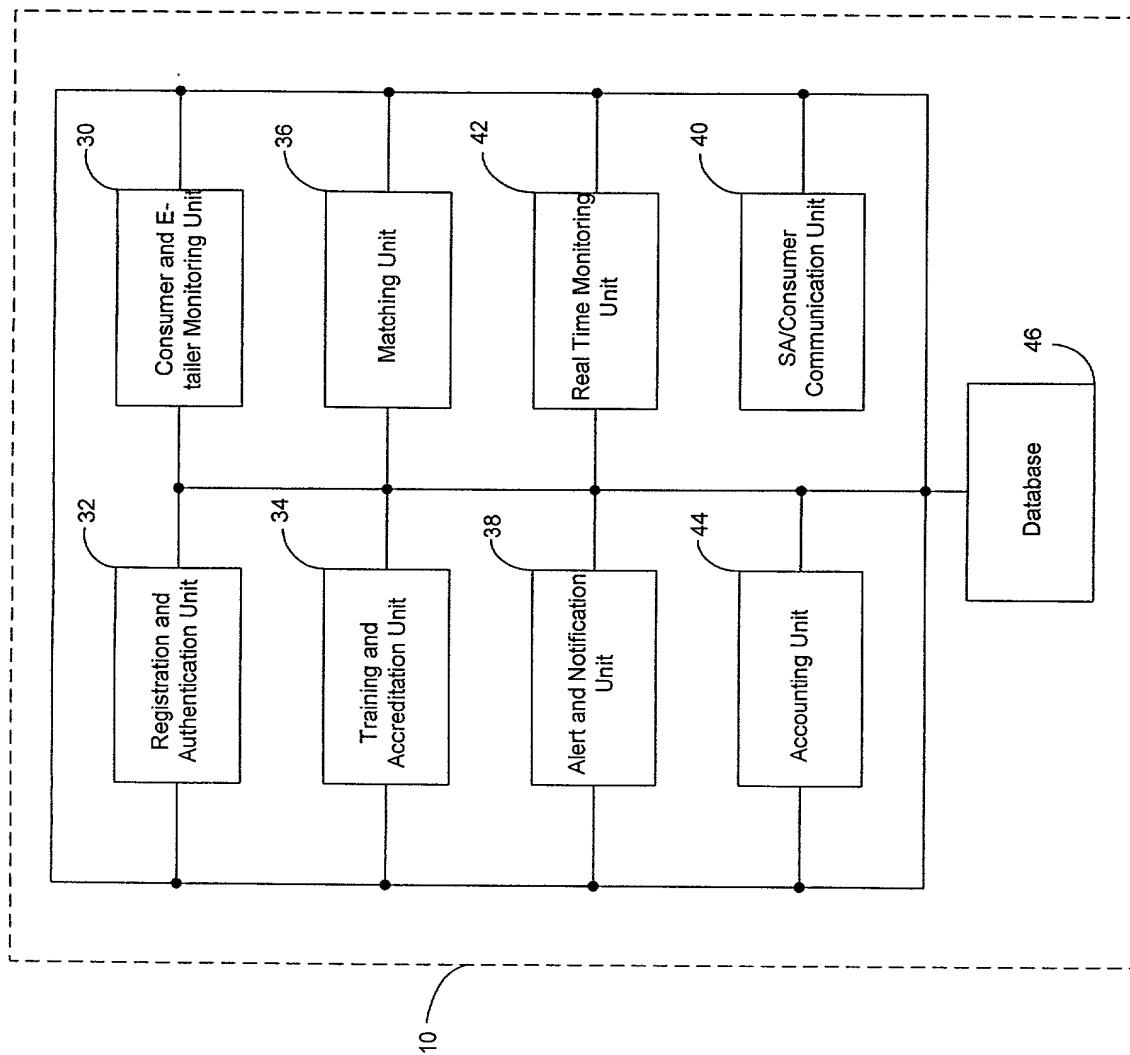 32
Registration and
Authentication Unit
30
Consumer and E-
tailer Monitoring Unit
34
Training and
Accreditation Unit
36
Matching Unit
10
38
Alert and Notification
Unit
42
Real Time Monitoring
Unit
44
Accounting Unit
40
SA/Consumer
Communication Unit
Database
46